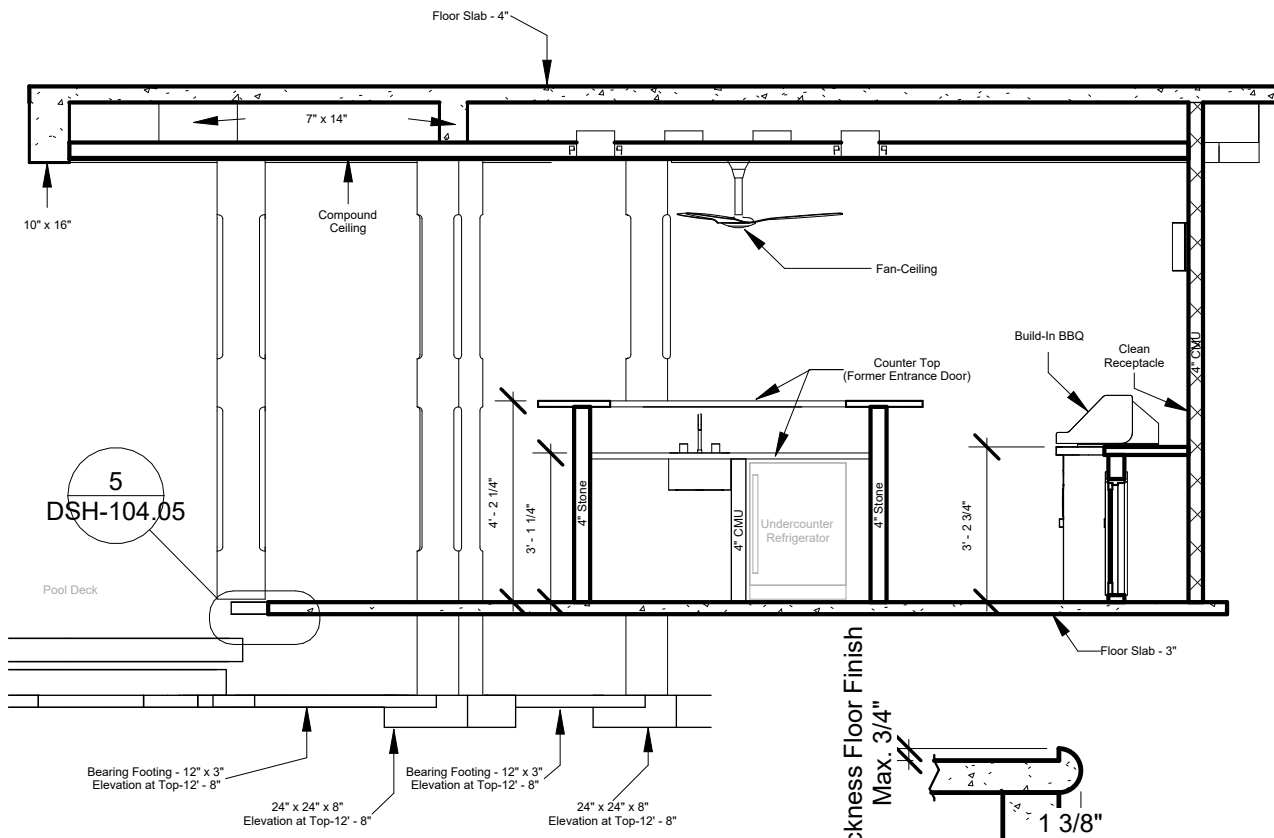 Floor Slab - 4"
7" x 14"
10" x 16"
Compound
Ceiling
Fan-Ceiling
Build-In BBQ
Clean
Receptacle
4" CMU
Counter Top
(Former Entrance Door)
5
DSH-104.05
4' - 2 1/4"
3' - 1 1/4"
4" Stone
4" CMU
Undercounter
Refrigerator
4" Stone
3' - 2 3/4"
Pool Deck
Floor Slab - 3"
Bearing Footing - 12" x 3"
Elevation at Top-12' - 8"
24" x 24" x 8"
Elevation at Top-12' - 8"
Bearing Footing - 12" x 3"
Elevation at Top-12' - 8"
24" x 24" x 8"
Elevation at Top-12' - 8"
ckness Floor Finish
Max. 3/4"
1 3/8"